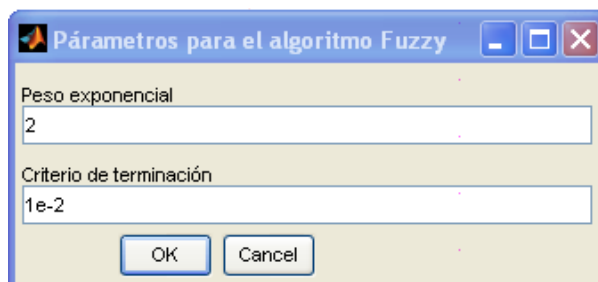 Párametros para el algoritmo Fuzzy
Peso exponencial
2
Criterio de terminación
1e-2
OK Cancel